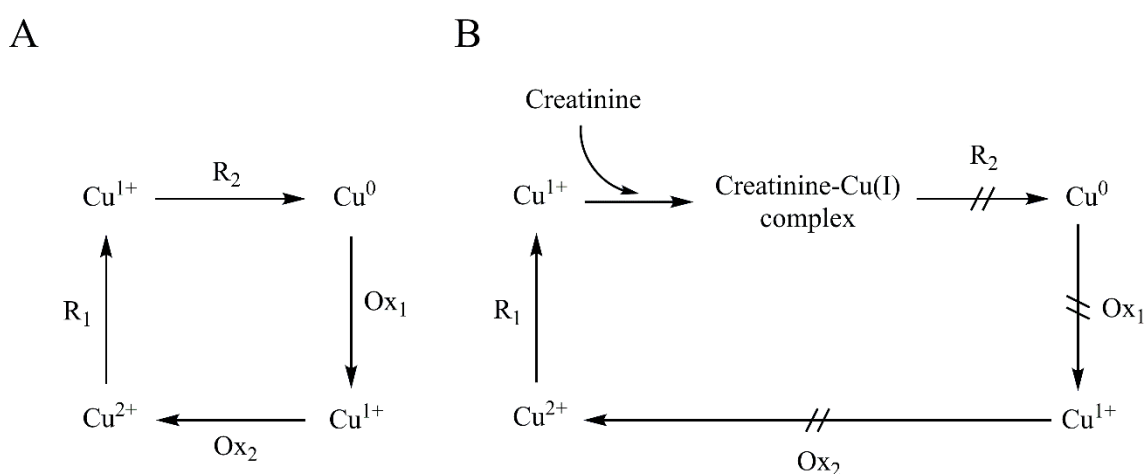 A
Cu¹⁺
R₂
Cu⁰
R₁
Ox₁
Cu²⁺
Cu¹⁺
Ox₂
B
Creatinine
Cu¹⁺
Creatinine-Cu(I)
complex
R₂
Cu⁰
R₁
Ox₁
Cu²⁺
Cu¹⁺
Ox₂